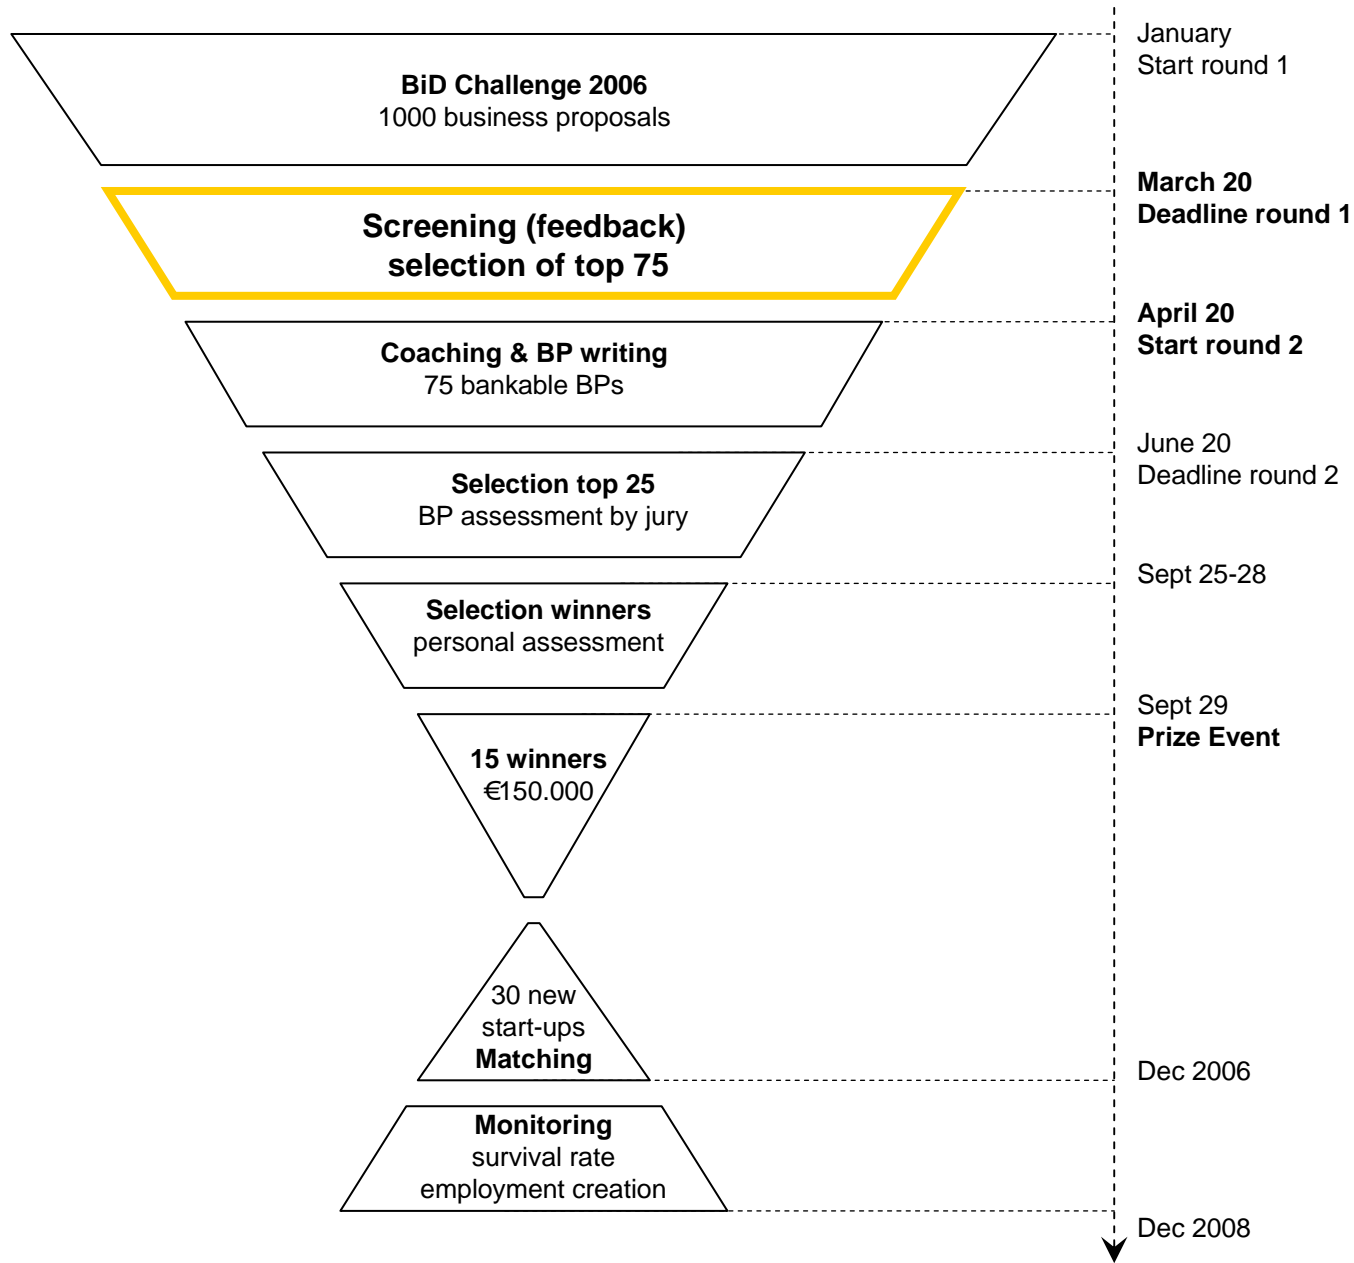 January
Start round 1
BiD Challenge 2006
1000 business proposals
March 20
Deadline round 1
Screening (feedback)
selection of top 75
April 20
Start round 2
Coaching & BP writing
75 bankable BPs
June 20
Deadline round 2
Selection top 25
BP assessment by jury
Sept 25-28
Selection winners
personal assessment
Sept 29
Prize Event
15 winners
€150.000
30 new
start-ups
Matching
Dec 2006
Monitoring
survival rate
employment creation
Dec 2008